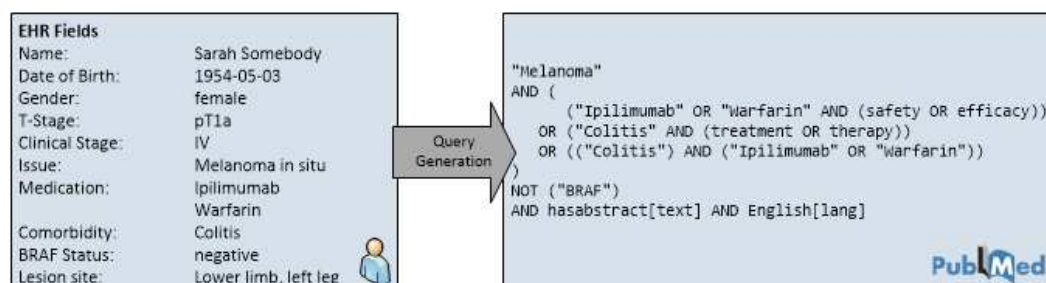 EHR Fields
Name: Sarah Somebody
Date of Birth: 1954-05-03
Gender: female
T-Stage: pT1a
Clinical Stage: IV
Issue: Melanoma in situ
Medication: Ipilimumab
Warfarin
Comorbidity: Colitis
BRAF Status: negative
Lesion site: Lower limb, left leg
Query
Generation
"Melanoma"
AND (
("Ipilimumab" OR "Warfarin" AND (safety OR efficacy))
OR ("Colitis" AND (treatment OR therapy))
OR (("Colitis") AND ("Ipilimumab" OR "Warfarin"))
)
NOT ("BRAF")
AND hasabstract[text] AND English[lang]
PubMed